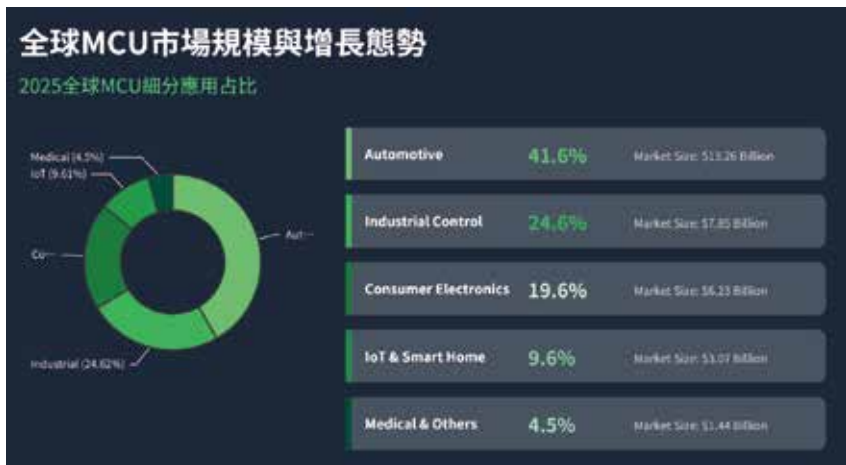 全球MCU市場規模與增長態勢
2025全球MCU細分應用占比
Medical (4.5%)
IoT (9.61%)
Aut···
Co···
Industrial (24.62%)
Automotive 41.6% Market Size: $13.26 Billion
Industrial Control 24.6% Market Size: $7.85 Billion
Consumer Electronics 19.6% Market Size: $6.23 Billion
IoT & Smart Home 9.6% Market Size: $3.07 Billion
Medical & Others 4.5% Market Size: $1.44 Billion